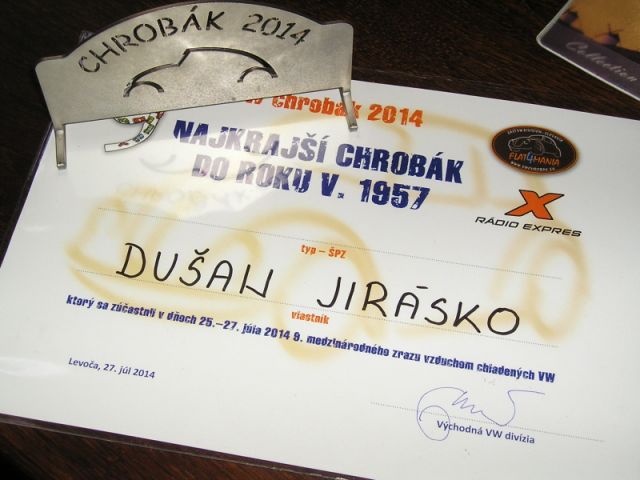 CHROBÁK 2014
Chrobák 2014
NAJKRAJŠÍ CHROBÁK
DO ROKU V. 1957
FLAT4MANIA
X
RÁDIO EXPRES
typ – ŠPZ
DUŠAN JIRÁSKO
vlastník
ktorý sa zúčastnil v dňoch 25.–27. júla 2014 9. medzinárodného zrazu vzduchom chladených VW
Levoča, 27. júl 2014
Východná VW divízia
Collection